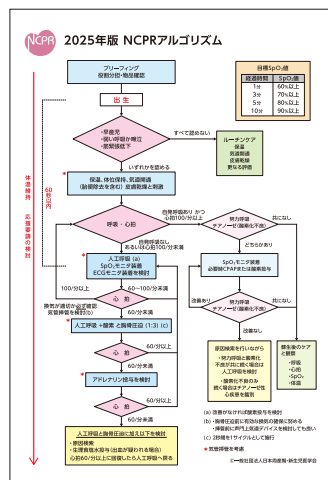 NCPR
2025年版 NCPRアルゴリズム
ブリーフィング
役割分担・物品確認
目標SpO₂値
経過時間 SpO₂値
1分 60%以上
3分 70%以上
5分 80%以上
10分 90%以上
出 生
・早産児
・弱い呼吸か啼泣
・筋緊張低下
すべて認めない
ルーチンケア
保温
気道開通
皮膚乾燥
更なる評価
いずれかを認める
60秒以内
体温維持 応援要請の検討
*
保温、体位保持、気道開通
(胎便除去を含む) 皮膚乾燥と刺激
呼吸・心拍
自発呼吸あり かつ
心拍100/分以上
自発呼吸なし
あるいは心拍100/分未満
努力呼吸
チアノーゼ(酸素化不良)
共になし
どちらかあり
*
人工呼吸 (a)
SpO₂モニタ装着
ECGモニタ装着を検討
SpO₂モニタ装着
必要時CPAPまたは酸素投与
100/分以上
60〜100/分未満
心 拍
換気が適切か必ず確認
気管挿管を検討(b)
60/分未満
改善あり
努力呼吸
チアノーゼ(酸素化不良)
共になし
改善なし
*
人工呼吸+酸素 と胸骨圧迫 (1:3) (c)
60/分以上
心 拍
60/分未満
*
アドレナリン投与を検討
60/分以上
心 拍
60/分未満
原因検索を行いながら
・努力呼吸と酸素化
不良が共に続く場合は
人工呼吸を検討
・酸素化不良のみ
続く場合はチアノーゼ性
心疾患を鑑別
蘇生後のケア
と観察
・呼吸
・心拍
・SpO₂
・体温
人工呼吸と胸骨圧迫に加え以下を検討
・原因検索
・生理食塩水投与(出血が疑われる場合)
心拍60/分以上に回復したら人工呼吸へ戻る
(a) 改善がなければ酸素投与を検討
(b)・胸骨圧迫前に有効な換気の確保に努める
・挿管前に声門上気道デバイスを検討しても良い
(c) 2秒間を1サイクルとして施行
* 気管挿管を考慮
©一般社団法人日本周産期・新生児医学会